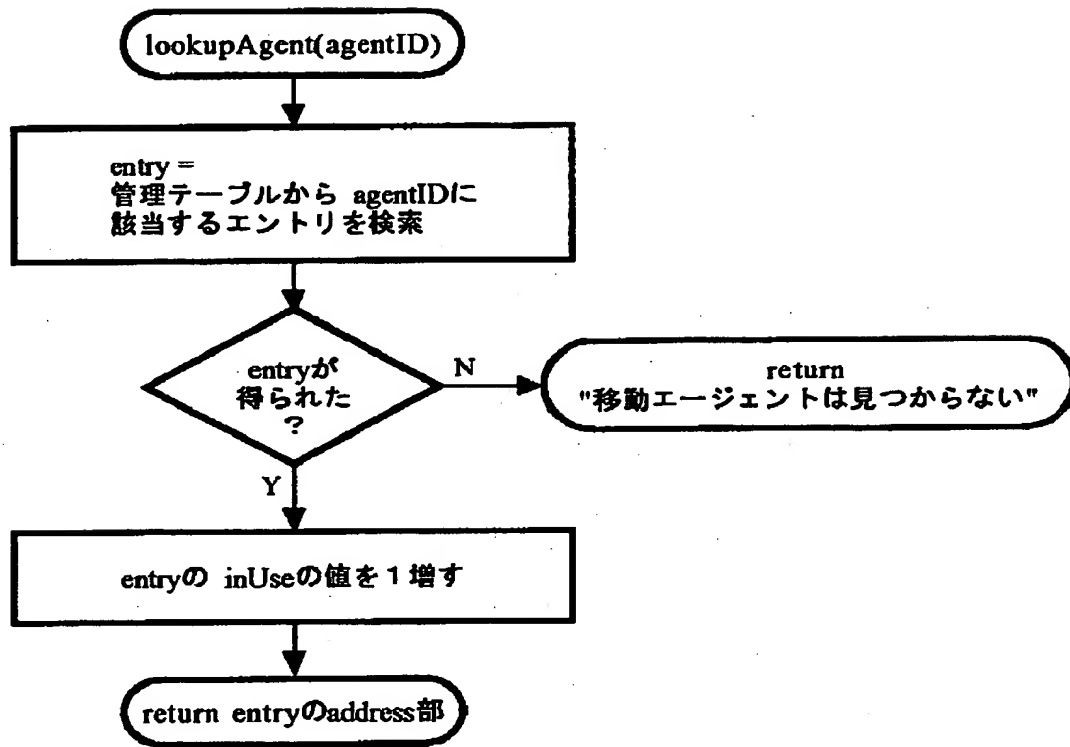 lookupAgent(agentID)
entry =
管理テーブルから agentIDに
該当するエントリを検索
entryが
得られた
?
N
return
"移動エージェントは見つからない"
Y
entryの inUseの値を1増す
return entryのaddress部